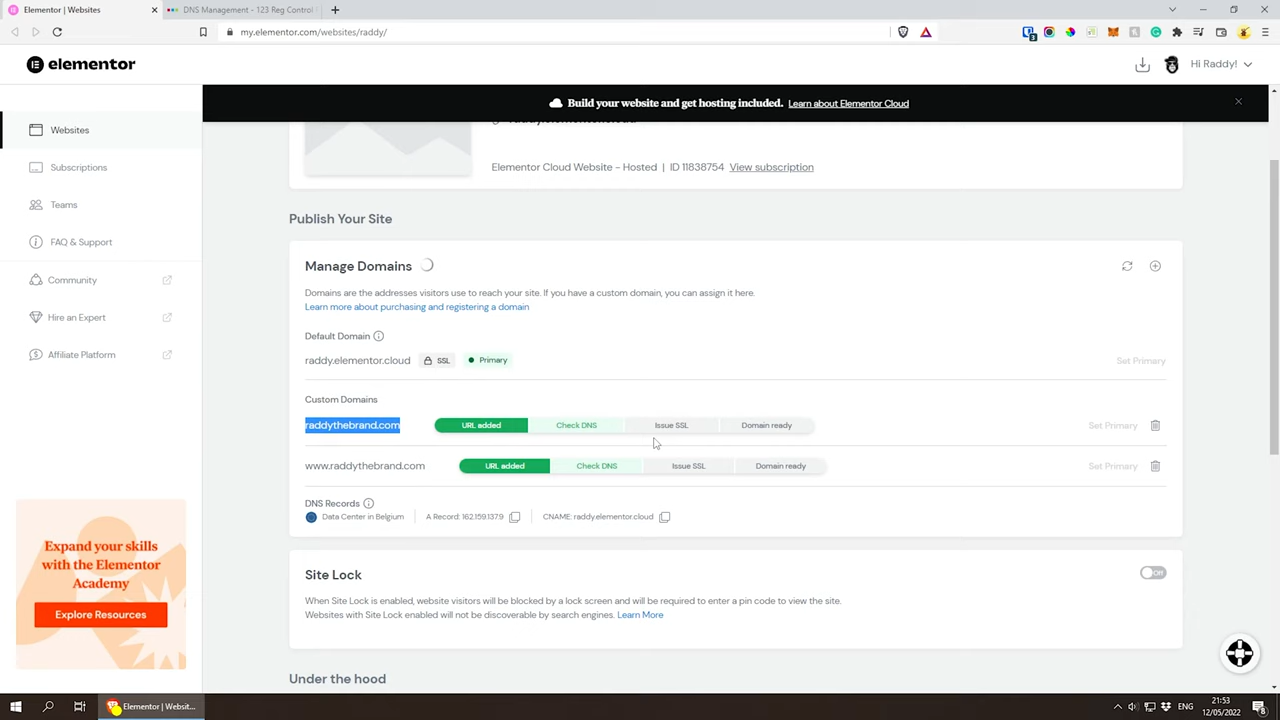 Elementor | Websites
DNS Management - 123 Reg Control
my.elementor.com/websites/raddy/
elementor
Hi Raddy!
Build your website and get hosting included. Learn about Elementor Cloud
Websites
Subscriptions
Teams
FAQ & Support
Community
Hire an Expert
Affiliate Platform
Expand your skills
with the Elementor
Academy
Explore Resources
Elementor Cloud Website - Hosted | ID 11838754 View subscription
Publish Your Site
Manage Domains
Domains are the addresses visitors use to reach your site. If you have a custom domain, you can assign it here.
Learn more about purchasing and registering a domain
Default Domain
raddy.elementor.cloud SSL Primary Set Primary
Custom Domains
raddythebrand.com URL added Check DNS Issue SSL Domain ready Set Primary
www.raddythebrand.com URL added Check DNS Issue SSL Domain ready Set Primary
DNS Records
Data Center in Belgium A Record: 162.159.137.9 CNAME: raddy.elementor.cloud
Site Lock
Off
When Site Lock is enabled, website visitors will be blocked by a lock screen and will be required to enter a pin code to view the site.
Websites with Site Lock enabled will not be discoverable by search engines. Learn More
Under the hood
Elementor | Websit...
ENG
21:53
12/05/2022